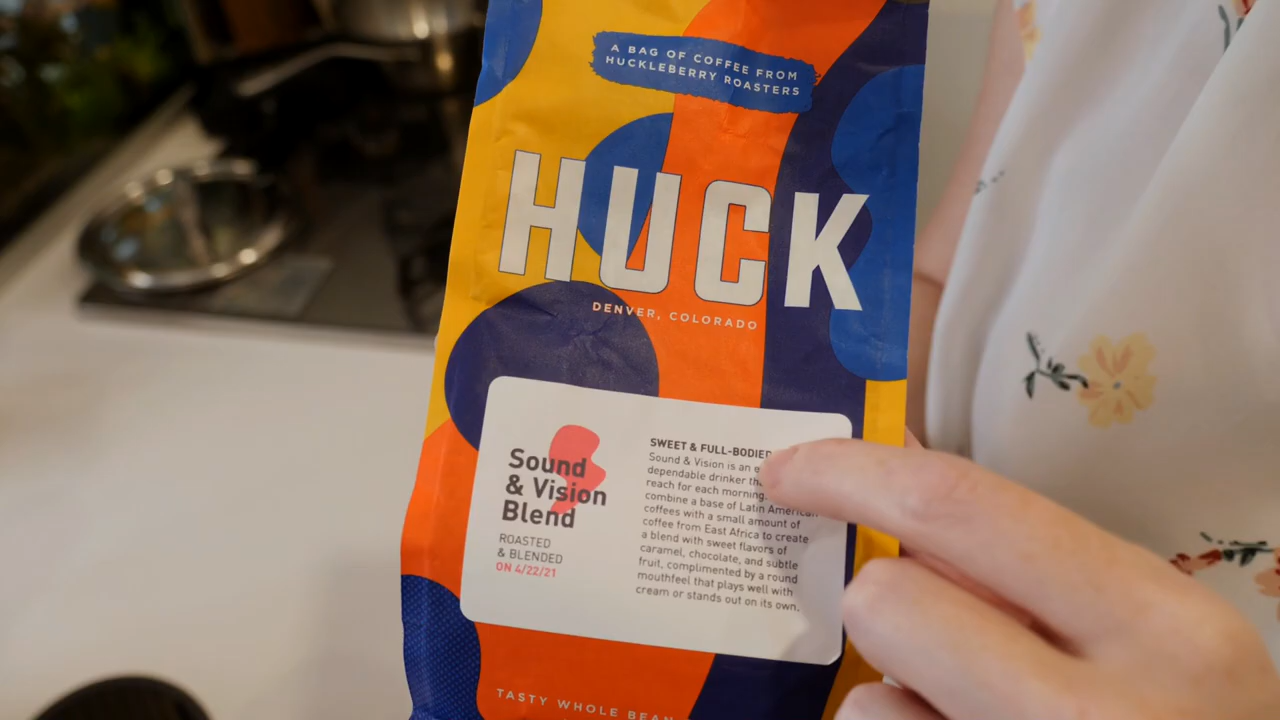 A BAG OF COFFEE FROM
HUCKLEBERRY ROASTERS
HUCK
DENVER, COLORADO
Sound
& Vision
Blend
ROASTED
& BLENDED
ON 4/22/21
SWEET & FULL-BODIED
Sound & Vision is an
dependable drinker
reach for each morning.
combine a base of Latin American
coffees with a small amount of
coffee from East Africa to create
a blend with sweet flavors of
caramel, chocolate, and subtle
fruit, complimented by a round
mouthfeel that plays well with
cream or stands out on its own.
TASTY WHOLE BEAN